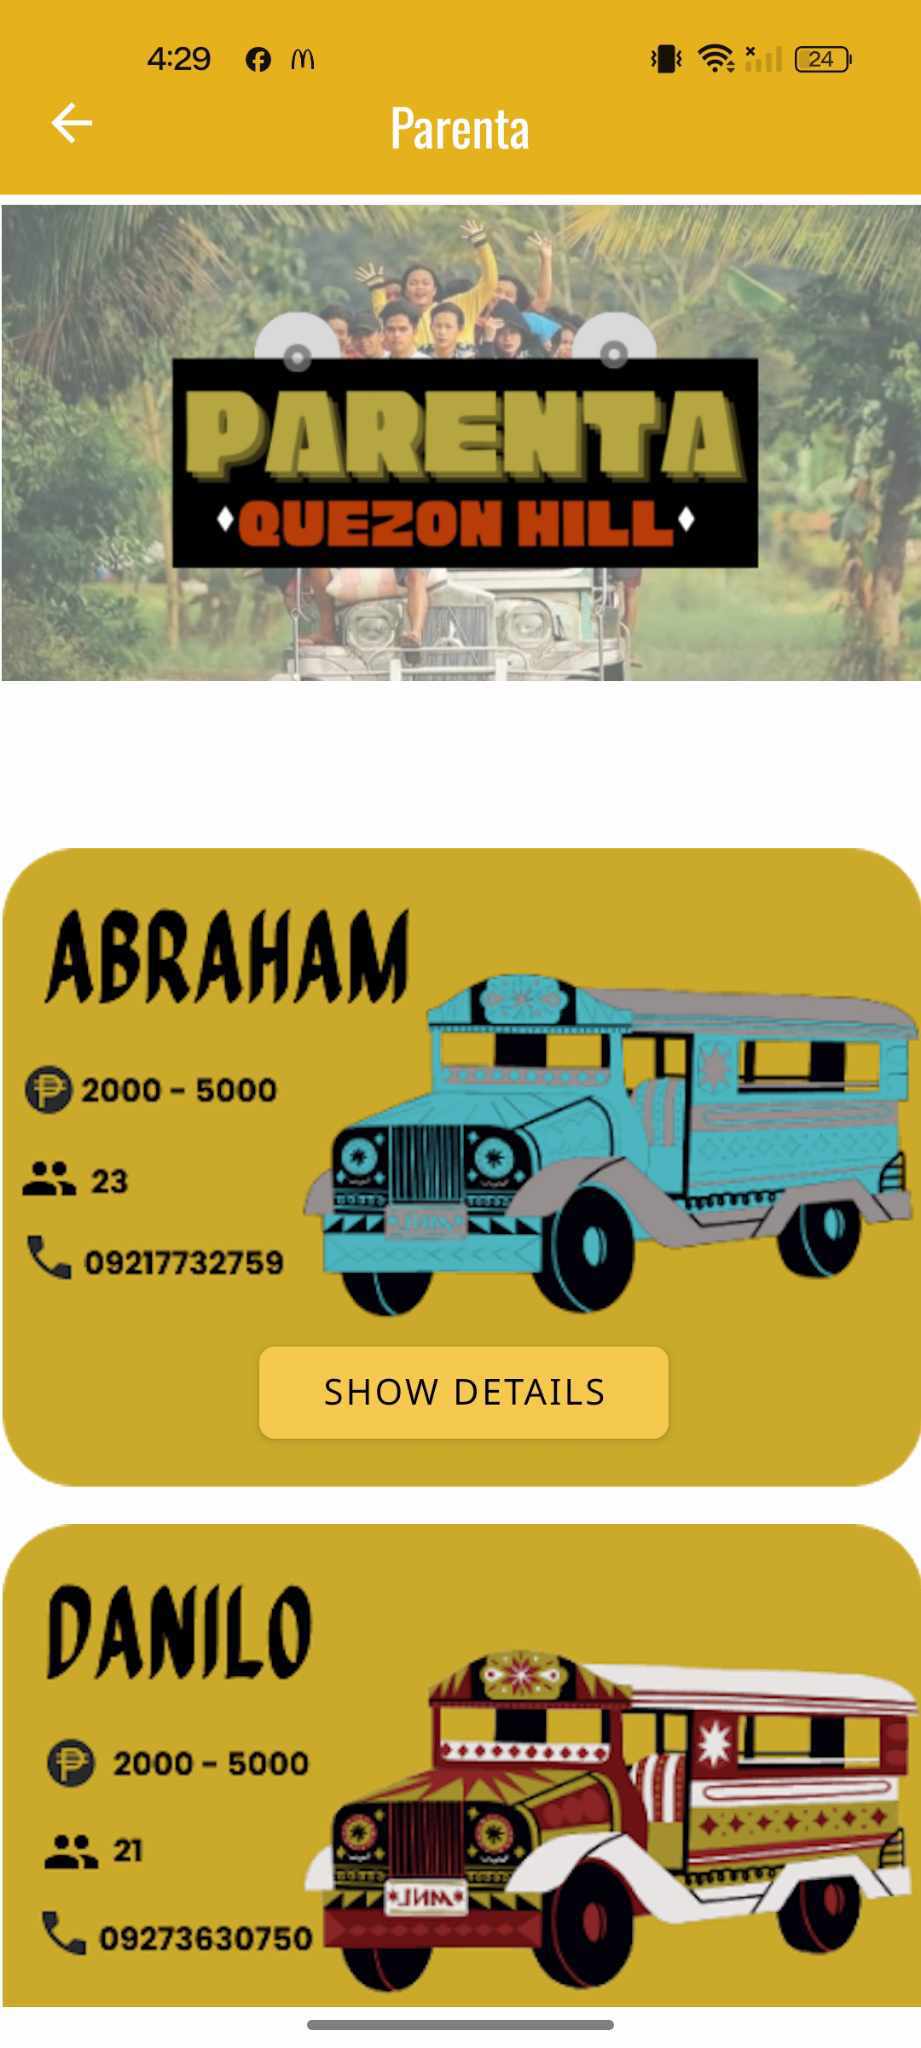 4:29
24
Parenta
PARENTA
QUEZON HILL
ABRAHAM
2000 - 5000
23
09217732759
SHOW DETAILS
DANILO
2000 - 5000
21
09273630750